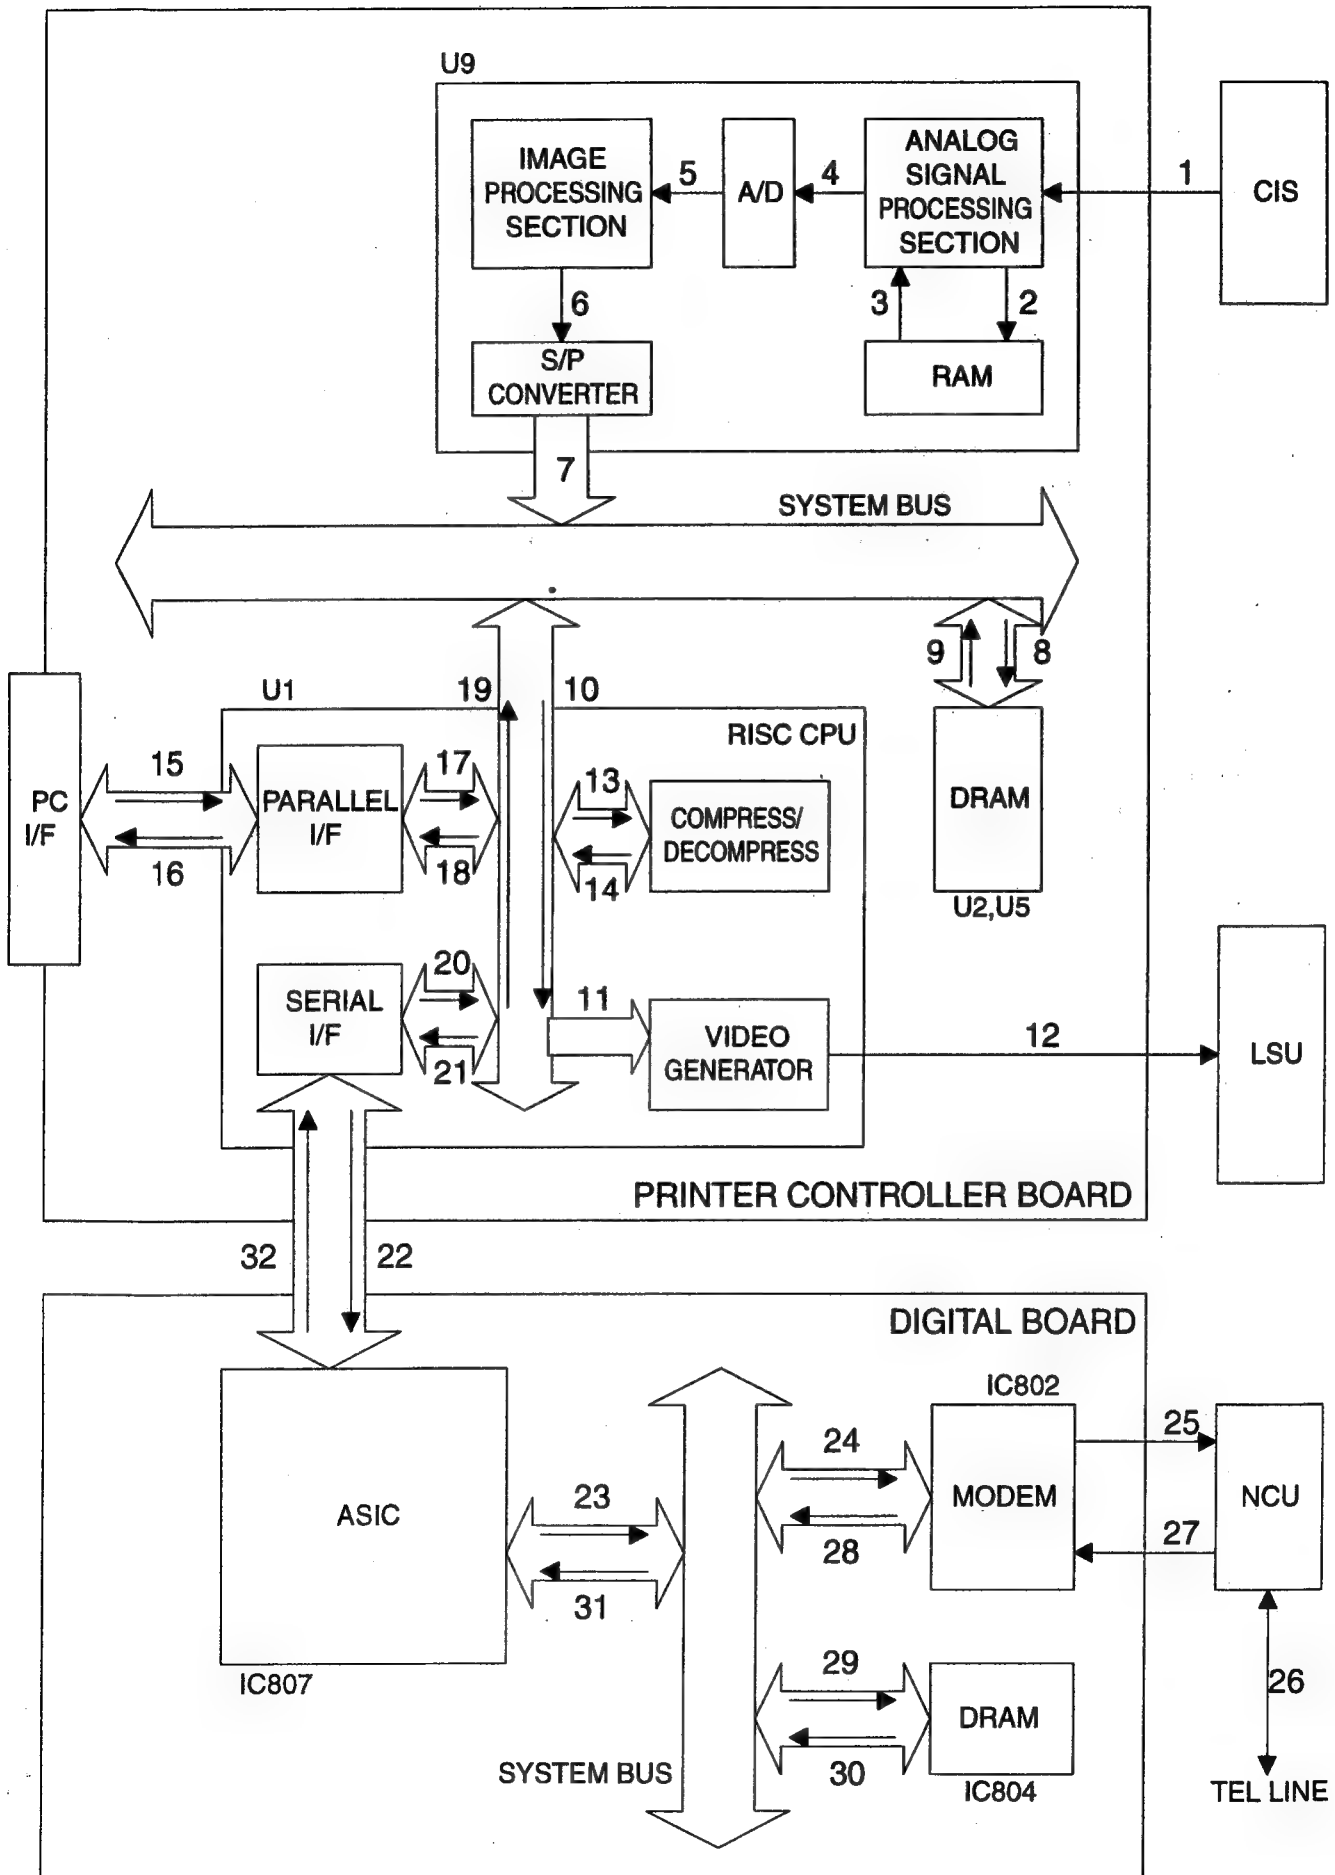 U9
IMAGE
PROCESSING
SECTION
5
A/D
4
ANALOG
SIGNAL
PROCESSING
SECTION
1
CIS
6
3
2
S/P
CONVERTER
RAM
7
SYSTEM BUS
9
8
U1
19
10
RISC CPU
PC
I/F
15
16
PARALLEL
I/F
17
18
13
14
COMPRESS/
DECOMPRESS
DRAM
U2,U5
SERIAL
I/F
20
21
11
VIDEO
GENERATOR
12
LSU
PRINTER CONTROLLER BOARD
32
22
DIGITAL BOARD
IC802
ASIC
23
31
24
28
MODEM
25
27
NCU
IC807
29
30
DRAM
IC804
26
SYSTEM BUS
TEL LINE